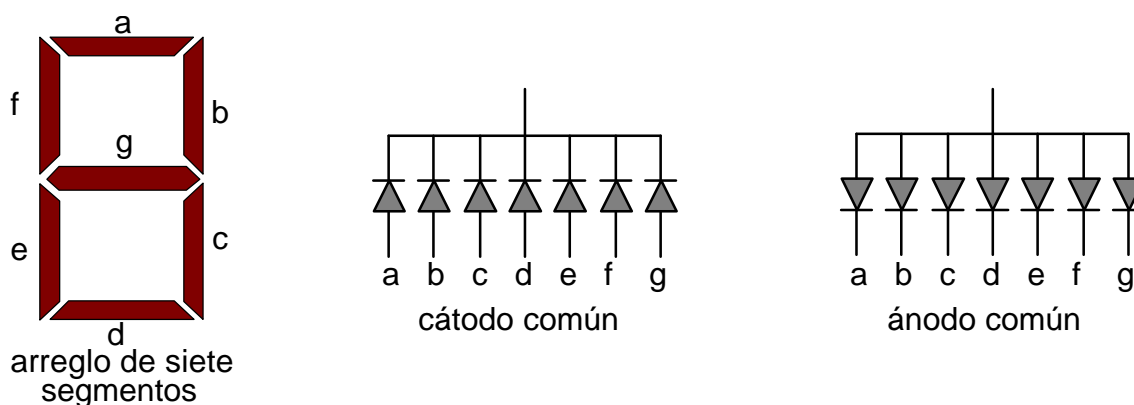 a
f
b
g
e
c
d
arreglo de siete
segmentos
a b c d e f g
cátodo común
a b c d e f g
ánodo común